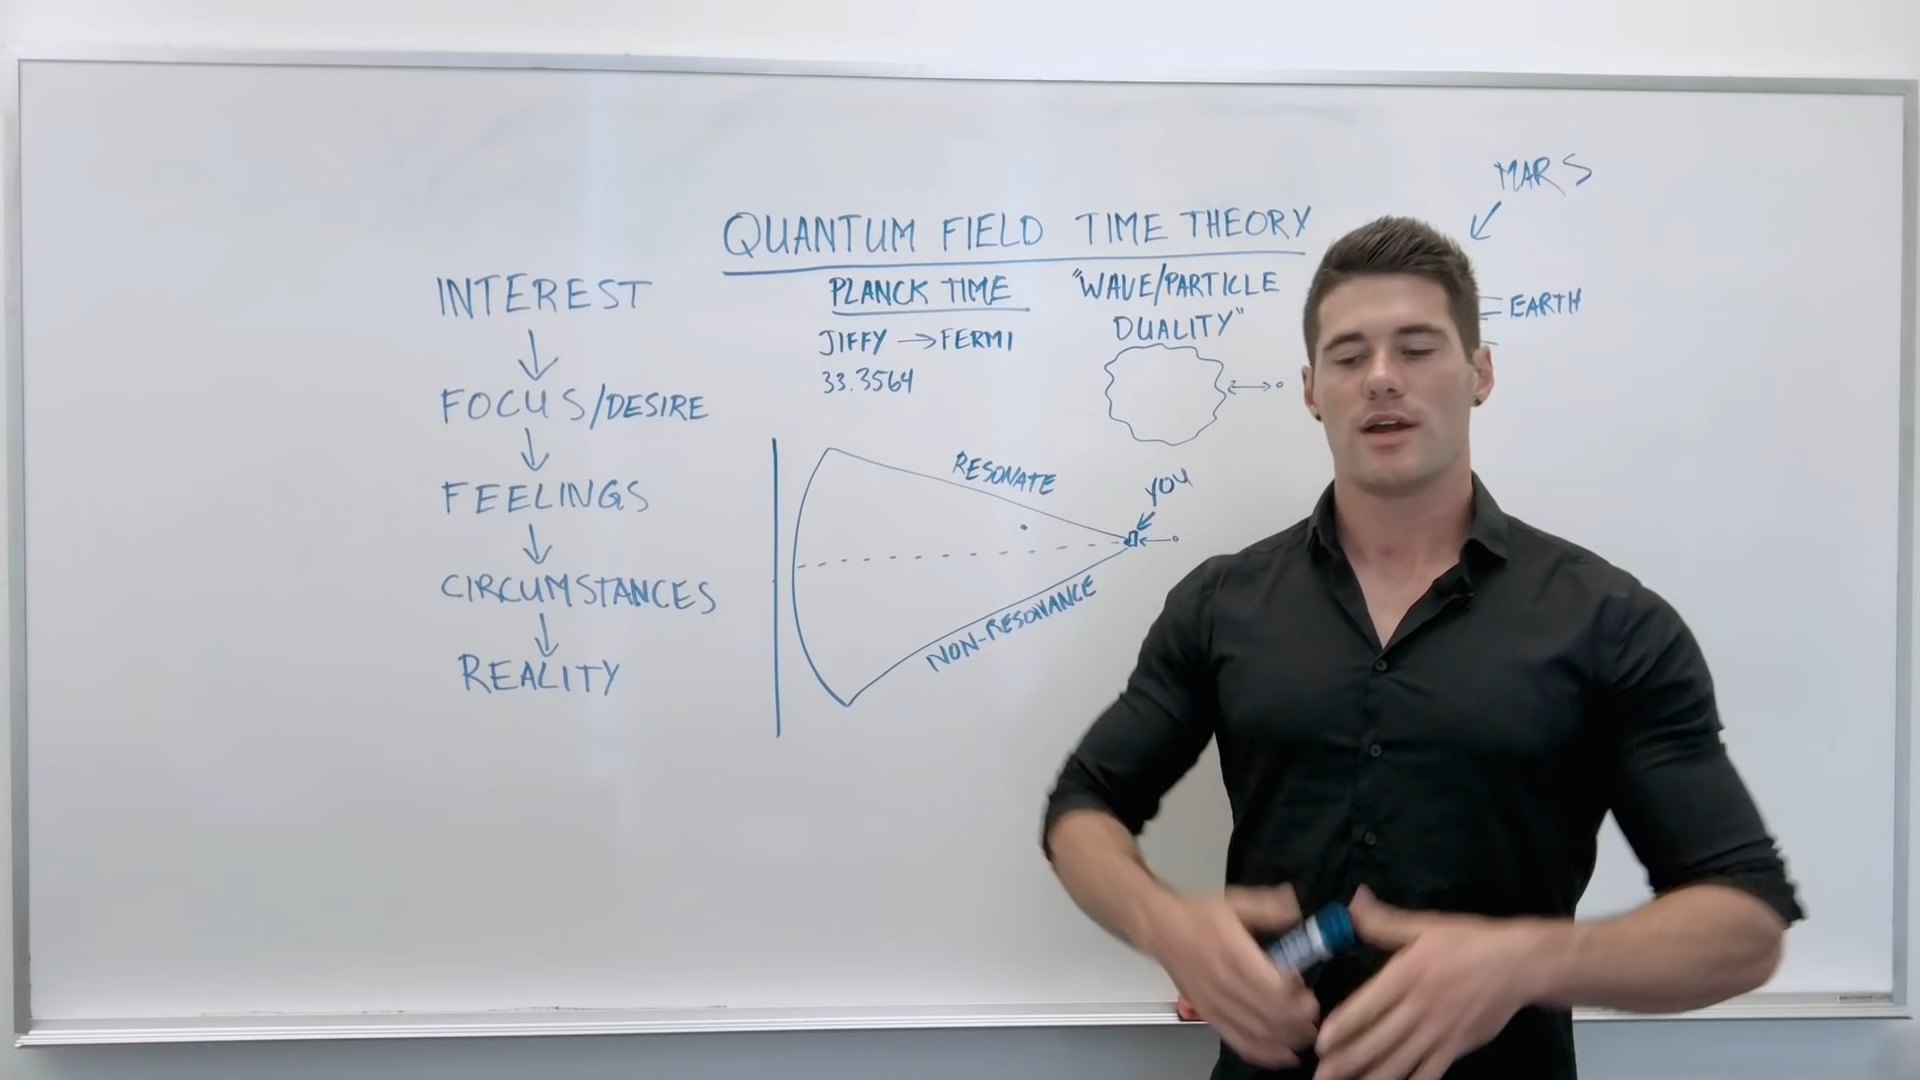 INTEREST
FOCUS/DESIRE
FEELINGS
CIRCUMSTANCES
REALITY
QUANTUM FIELD TIME THEORY
PLANCK TIME
JIFFY → FERMI
33.3564
"WAVE/PARTICLE
DUALITY"
RESONATE
YOU
NON-RESONANCE
MARS
EARTH